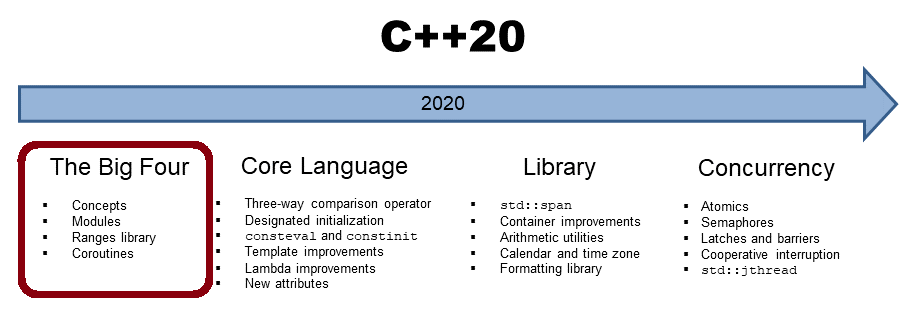 C++20
2020
The Big Four
Concepts
Modules
Ranges library
Coroutines
Core Language
Three-way comparison operator
Designated initialization
consteval and constinit
Template improvements
Lambda improvements
New attributes
Library
std::span
Container improvements
Arithmetic utilities
Calendar and time zone
Formatting library
Concurrency
Atomics
Semaphores
Latches and barriers
Cooperative interruption
std::jthread